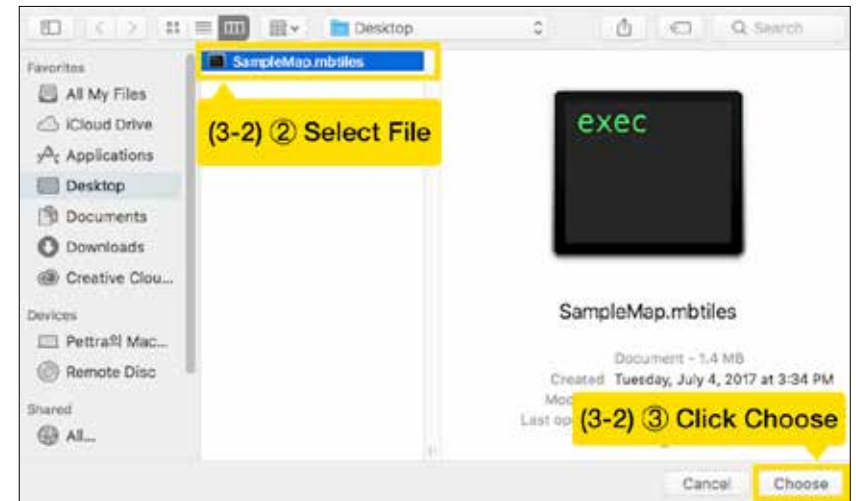 Desktop
Search
Favorites
All My Files
iCloud Drive
Applications
Desktop
Documents
Downloads
Creative Clou...
Devices
Pettra의 Mac...
Remote Disc
Shared
All...
SampleMap.mbtiles
(3-2) ② Select File
exec
SampleMap.mbtiles
Document - 1.4 MB
Created Tuesday, July 4, 2017 at 3:34 PM
Last
(3-2) ③ Click Choose
Cancel
Choose